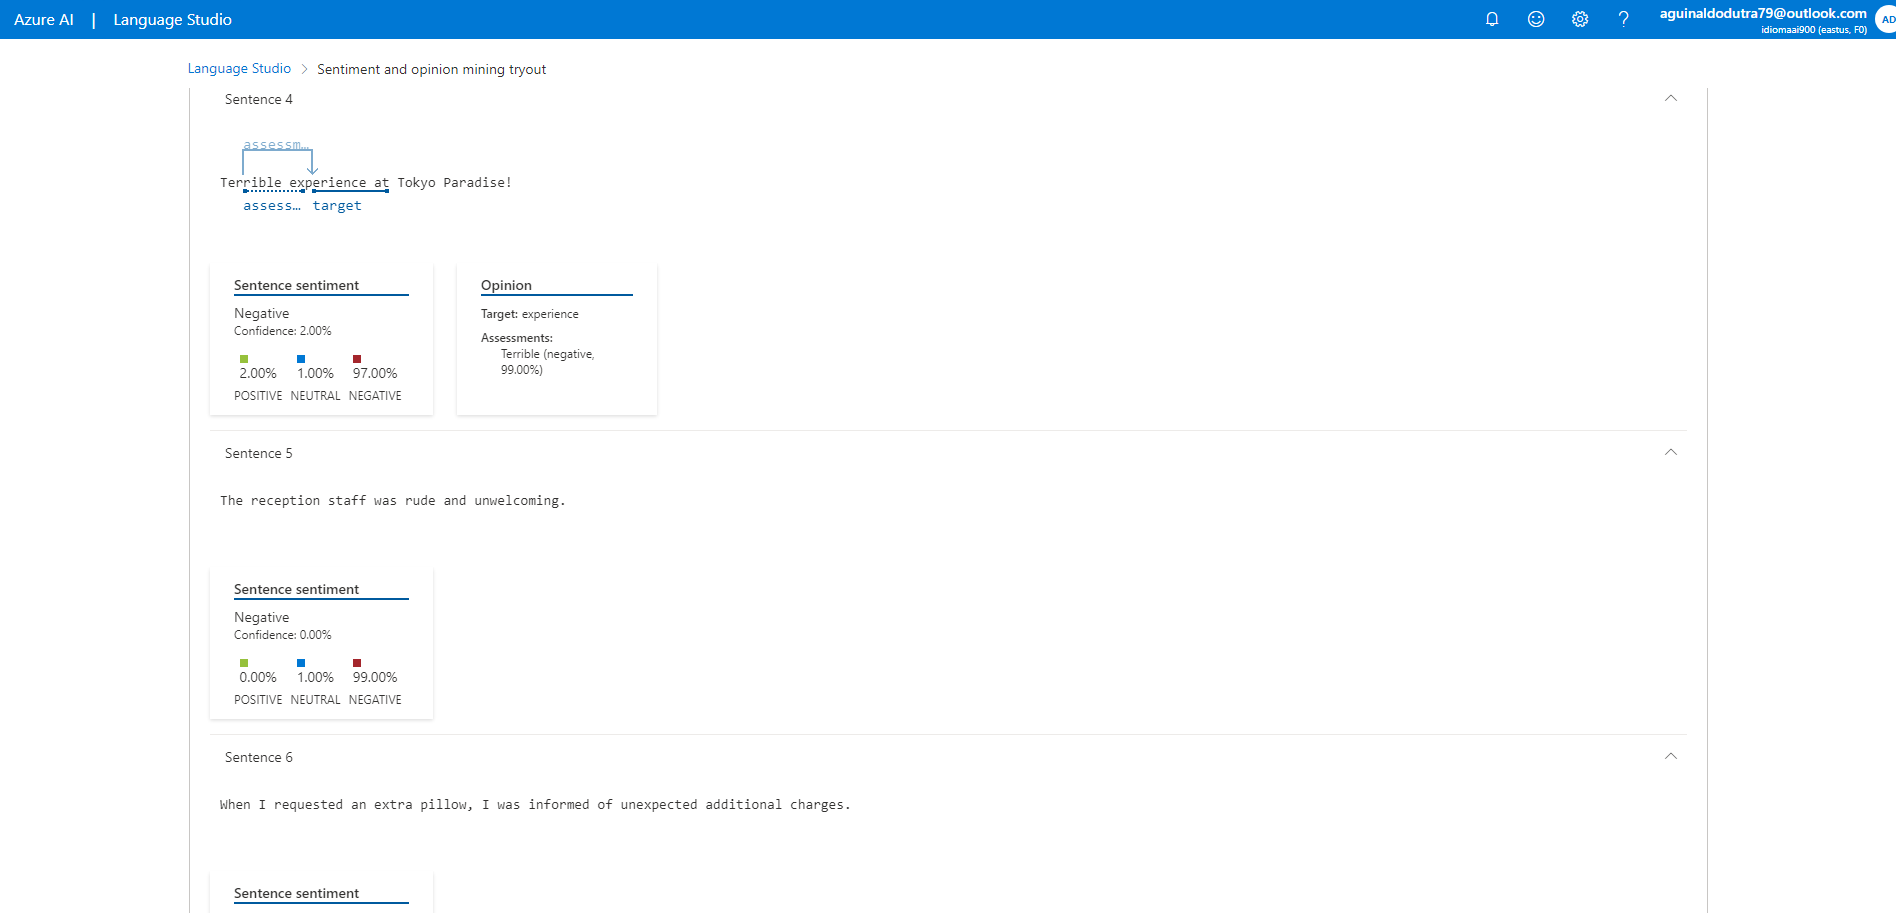 Azure AI | Language Studio
aguinaldodutra79@outlook.com
idiomaai900 (eastus, F0)
AD
Language Studio > Sentiment and opinion mining tryout
Sentence 4
assessm…
Terrible experience at Tokyo Paradise!
assess… target
Sentence sentiment
Negative
Confidence: 2.00%
2.00% 1.00% 97.00%
POSITIVE NEUTRAL NEGATIVE
Opinion
Target: experience
Assessments:
Terrible (negative,
99.00%)
Sentence 5
The reception staff was rude and unwelcoming.
Sentence sentiment
Negative
Confidence: 0.00%
0.00% 1.00% 99.00%
POSITIVE NEUTRAL NEGATIVE
Sentence 6
When I requested an extra pillow, I was informed of unexpected additional charges.
Sentence sentiment